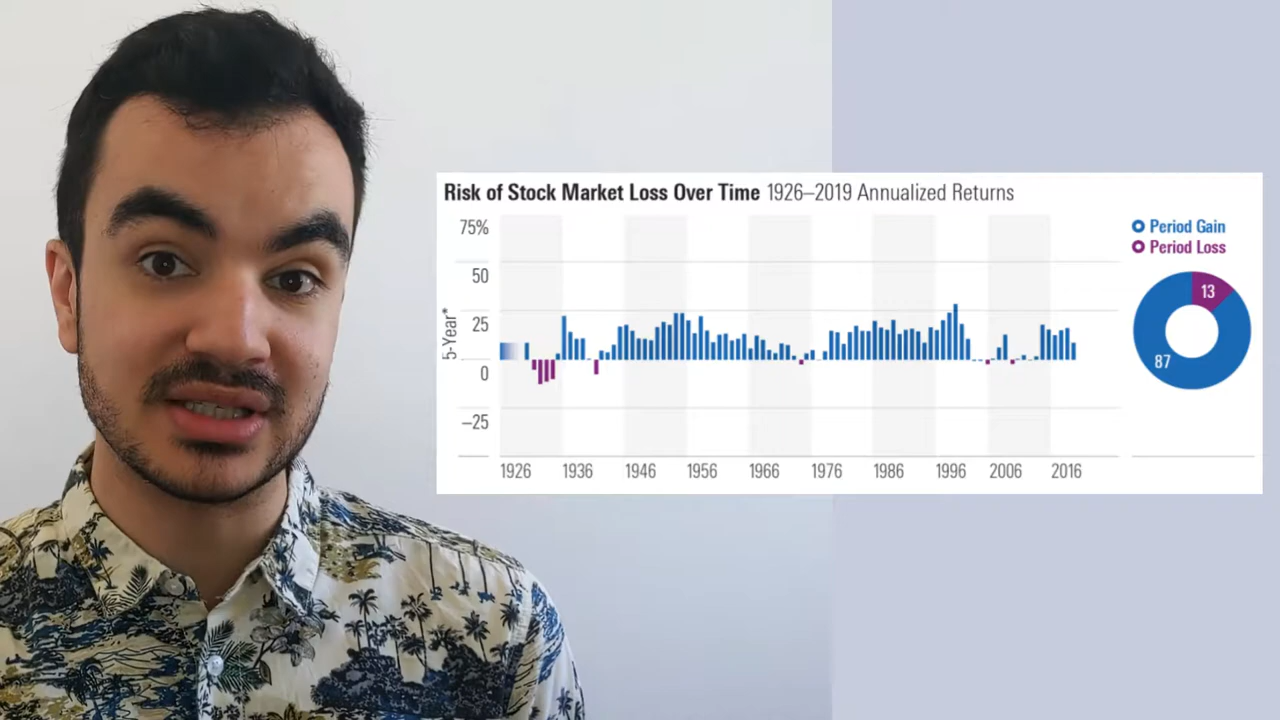 Risk of Stock Market Loss Over Time 1926–2019 Annualized Returns
5-Year*
75%
50
25
0
–25
1926 1936 1946 1956 1966 1976 1986 1996 2006 2016
Period Gain
Period Loss
13
87